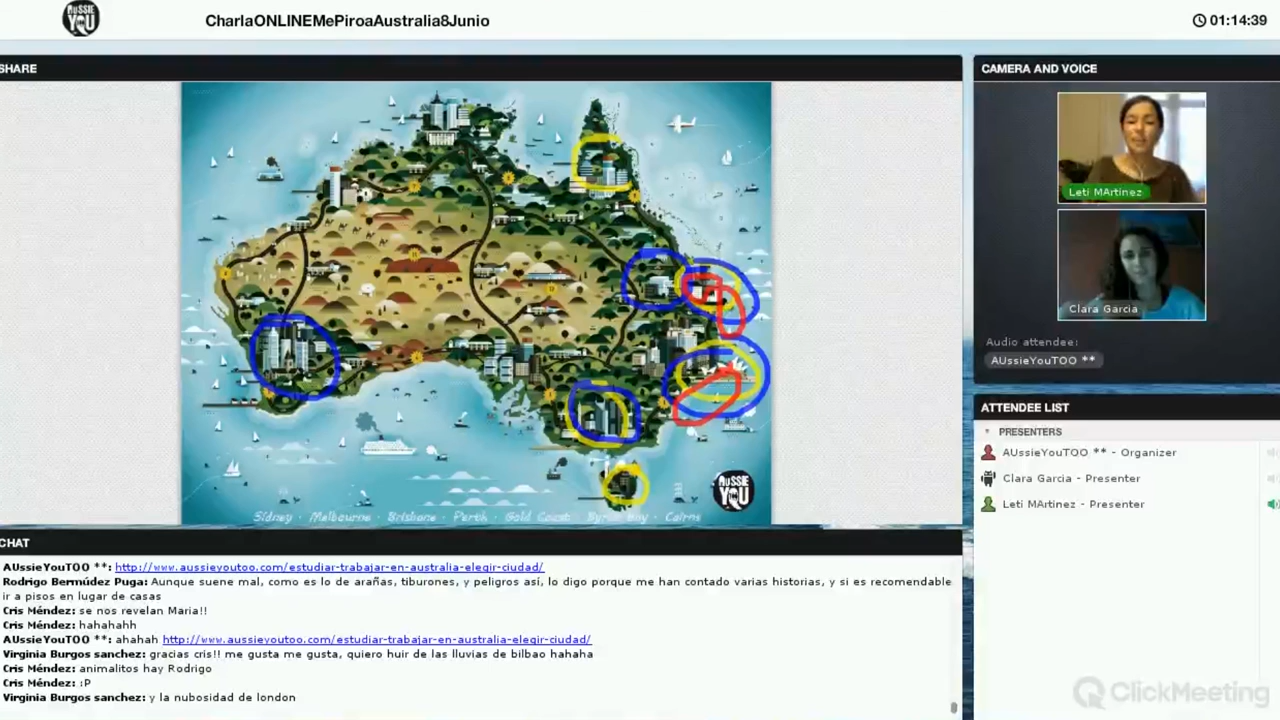 AUSSIE
YOU
CharlaONLINEMePiroaAustralia8Junio
01:14:39
SHARE
CAMERA AND VOICE
Leti MArtinez
Clara Garcia
Audio attendee:
AUssieYouTOO **
AUSSIE
YOU
Sidney · Melbourne · Brisbane · Perth · Gold Coast · Byron Bay · Cairns
ATTENDEE LIST
PRESENTERS
AUssieYouTOO ** - Organizer
Clara Garcia - Presenter
Leti MArtinez - Presenter
CHAT
AUssieYouTOO **: http://www.aussieyoutoo.com/estudiar-trabajar-en-australia-elegir-ciudad/
Rodrigo Bermúdez Puga: Aunque suene mal, como es lo de arañas, tiburones, y peligros así, lo digo porque me han contado varias historias, y si es recomendable
ir a pisos en lugar de casas
Cris Méndez: se nos revelan Maria!!
Cris Méndez: hahahahh
AUssieYouTOO **: ahahah http://www.aussieyoutoo.com/estudiar-trabajar-en-australia-elegir-ciudad/
Virginia Burgos sanchez: gracias cris!! me gusta me gusta, quiero huir de las lluvias de bilbao hahaha
Cris Méndez: animalitos hay Rodrigo
Cris Méndez: :P
Virginia Burgos sanchez: y la nubosidad de london
ClickMeeting